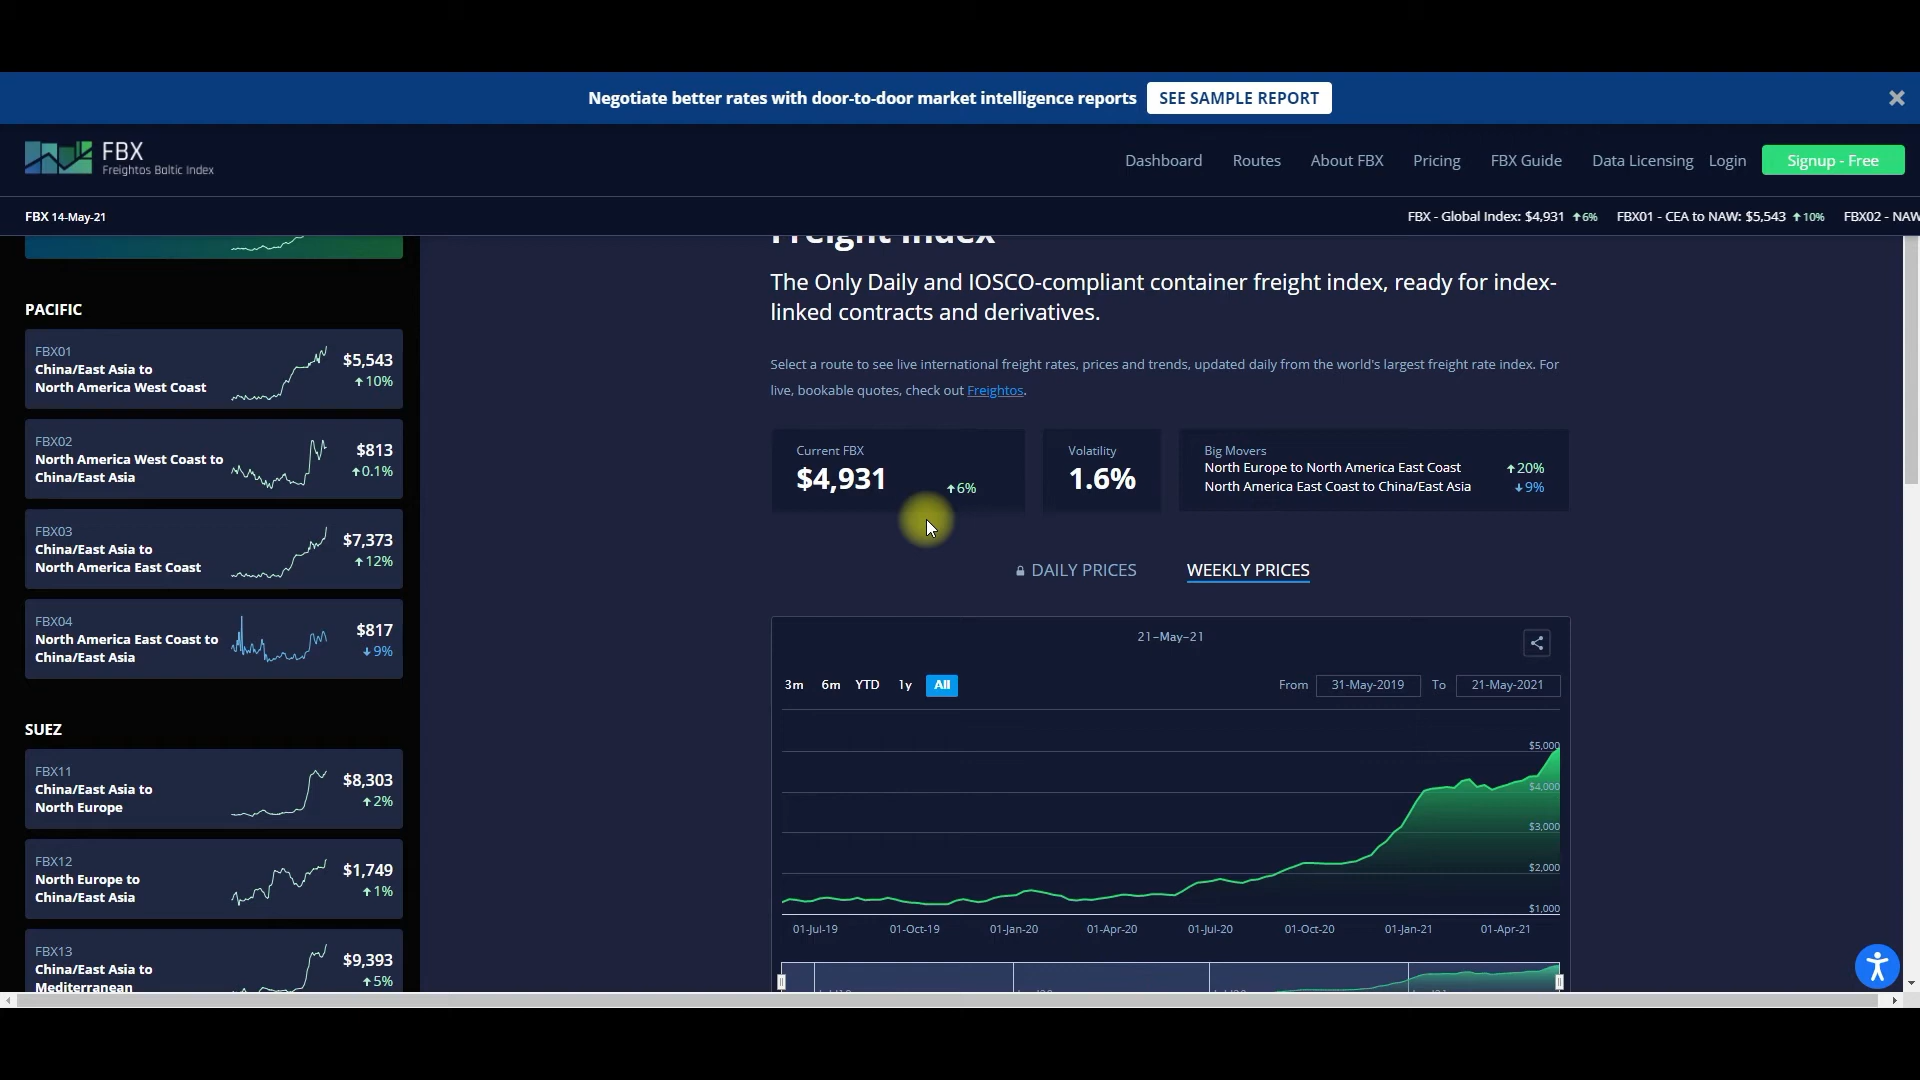 Negotiate better rates with door-to-door market intelligence reports SEE SAMPLE REPORT
FBX
Freightos Baltic Index
Dashboard Routes About FBX Pricing FBX Guide Data Licensing Login Signup - Free
FBX 14-May-21
FBX - Global Index: $4,931 6% FBX01 - CEA to NAW: $5,543 10% FBX02 - NAW
PACIFIC
FBX01
China/East Asia to
North America West Coast
$5,543
10%
FBX02
North America West Coast to
China/East Asia
$813
0.1%
FBX03
China/East Asia to
North America East Coast
$7,373
12%
FBX04
North America East Coast to
China/East Asia
$817
9%
SUEZ
FBX11
China/East Asia to
North Europe
$8,303
2%
FBX12
North Europe to
China/East Asia
$1,749
1%
FBX13
China/East Asia to
Mediterranean
$9,393
5%
Freight Index
The Only Daily and IOSCO-compliant container freight index, ready for index-
linked contracts and derivatives.
Select a route to see live international freight rates, prices and trends, updated daily from the world's largest freight rate index. For
live, bookable quotes, check out Freightos.
Current FBX
$4,931 6%
Volatility
1.6%
Big Movers
North Europe to North America East Coast 20%
North America East Coast to China/East Asia 9%
DAILY PRICES WEEKLY PRICES
21-May-21
3m 6m YTD 1y All From 31-May-2019 To 21-May-2021
$5,000
$4,000
$3,000
$2,000
$1,000
01-Jul-19 01-Oct-19 01-Jan-20 01-Apr-20 01-Jul-20 01-Oct-20 01-Jan-21 01-Apr-21